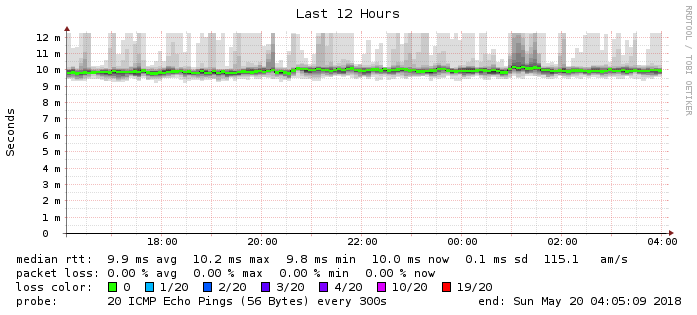 Last 12 Hours
RRDTOOL / TOBI OETIKER
Seconds
12 m
11 m
10 m
9 m
8 m
7 m
6 m
5 m
4 m
3 m
2 m
1 m
0
18:00 20:00 22:00 00:00 02:00 04:00
median rtt: 9.9 ms avg 10.2 ms max 9.8 ms min 10.0 ms now 0.1 ms sd 115.1 am/s
packet loss: 0.00 % avg 0.00 % max 0.00 % min 0.00 % now
loss color: 0 1/20 2/20 3/20 4/20 10/20 19/20
probe: 20 ICMP Echo Pings (56 Bytes) every 300s end: Sun May 20 04:05:09 2018